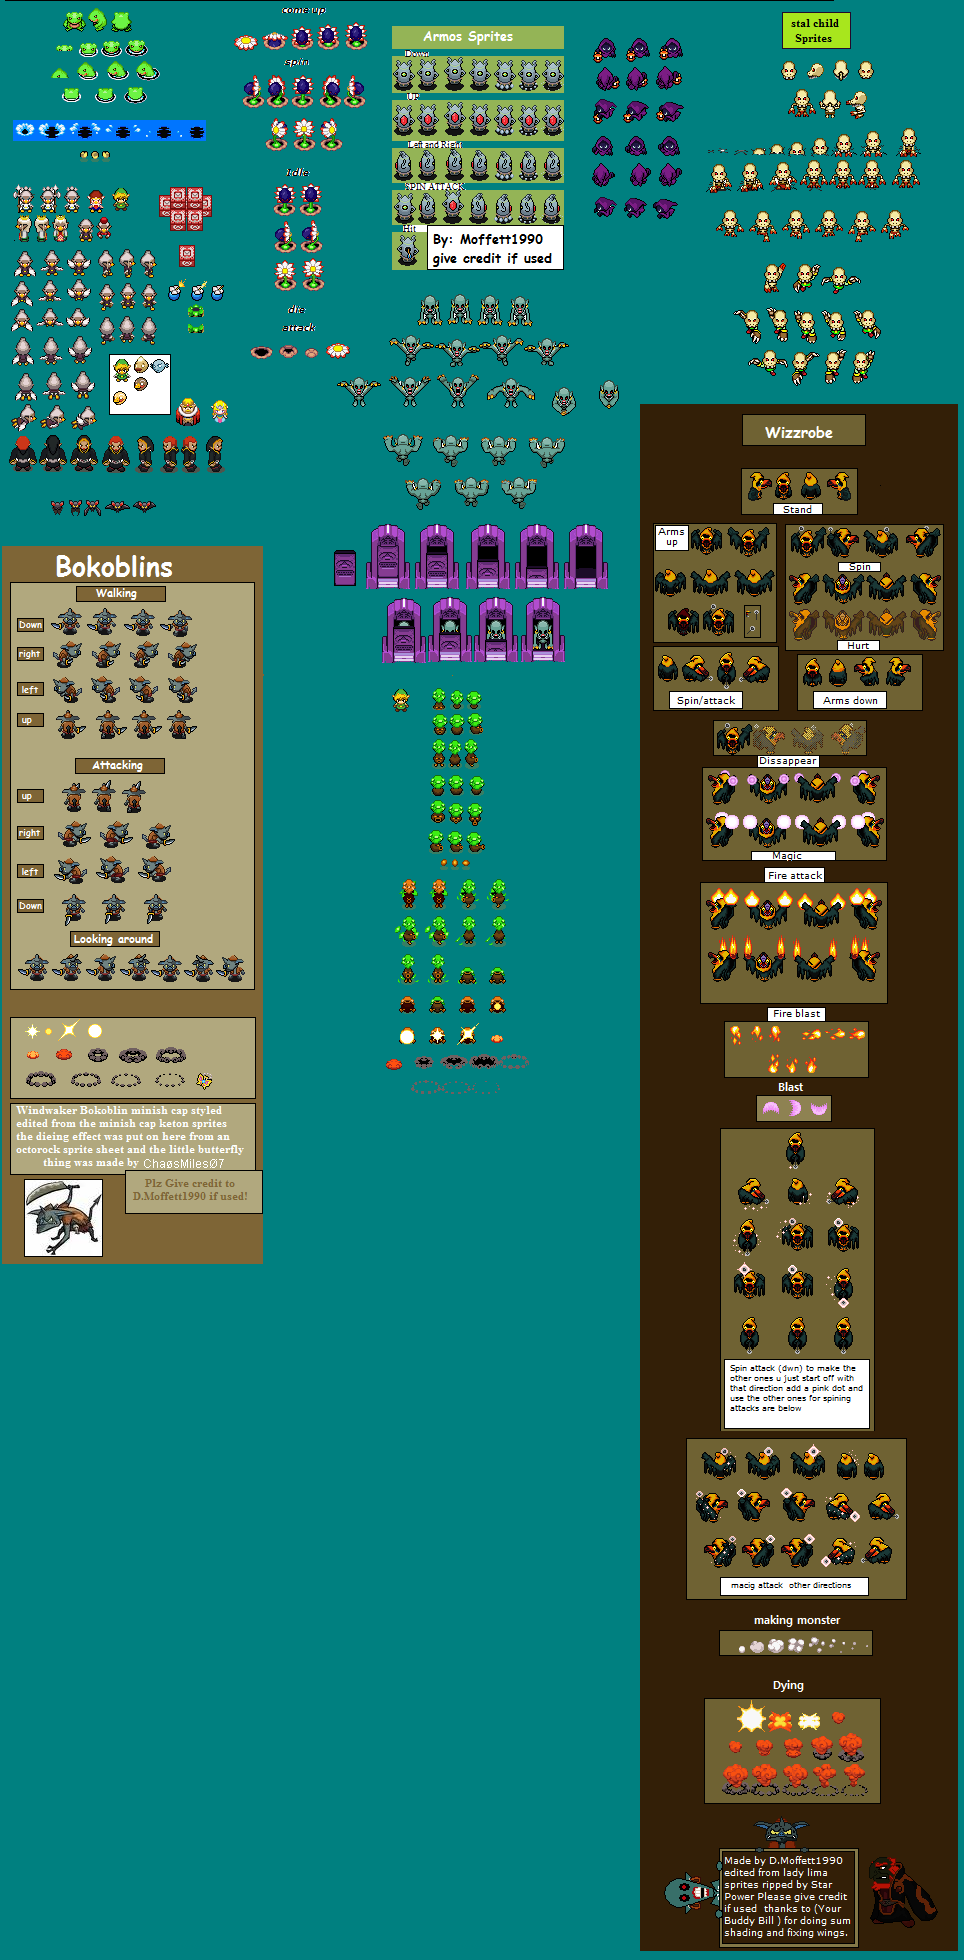 come up
spin
idle
die
attack
Armos Sprites
Down
UP
Left and Right
SPIN ATTACK
Hit
By: Moffett1990
give credit if used
stal child
Sprites
Bokoblins
Walking
Down
right
left
up
Attacking
up
right
left
Down
Looking around
Windwaker Bokoblin minish cap styled
edited from the minish cap keton sprites
the dieing effect was put on here from an
octorock sprite sheet and the little butterfly
thing was made by ChaøsMilesØ7
Plz Give credit to
D.Moffett1990 if used!
Wizzrobe
Stand
Arms
up
Spin
Hurt
Spin/attack
Arms down
Dissappear
Magic
Fire attack
Fire blast
Blast
Spin attack (dwn) to make the
other ones u just start off with
that direction add a pink dot and
use the other ones for spining
attacks are below
macig attack other directions
making monster
Dying
Made by D.Moffett1990
edited from lady lima
sprites ripped by Star
Power Please give credit
if used thanks to (Your
Buddy Bill ) for doing sum
shading and fixing wings.